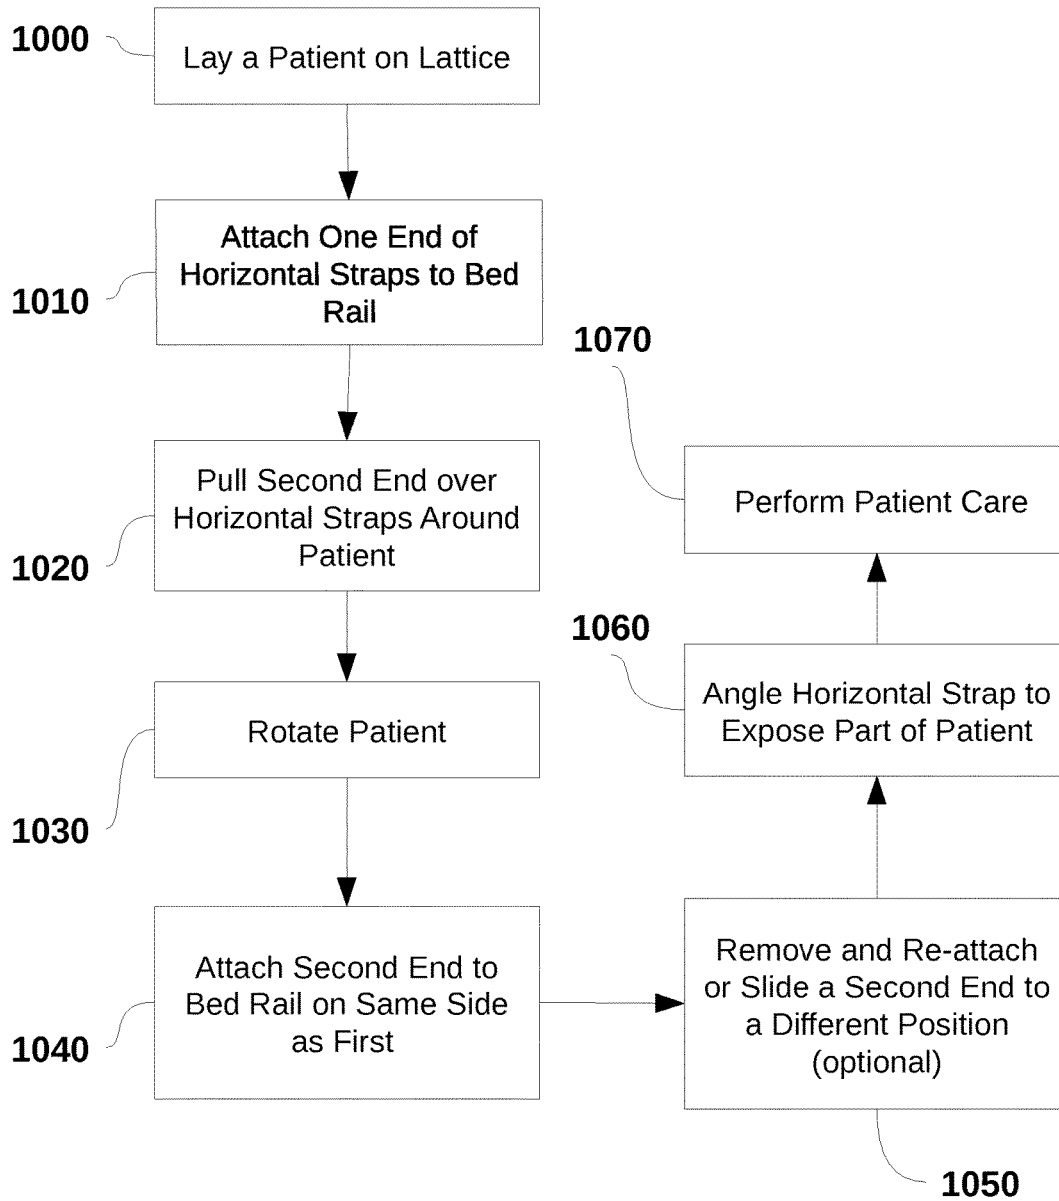 1000
Lay a Patient on Lattice
Attach One End of
Horizontal Straps to Bed
Rail
1010
Pull Second End over
Horizontal Straps Around
Patient
1020
Rotate Patient
1030
Attach Second End to
Bed Rail on Same Side
as First
1040
Remove and Re-attach
or Slide a Second End to
a Different Position
(optional)
1050
1060
Angle Horizontal Strap to
Expose Part of Patient
1070
Perform Patient Care